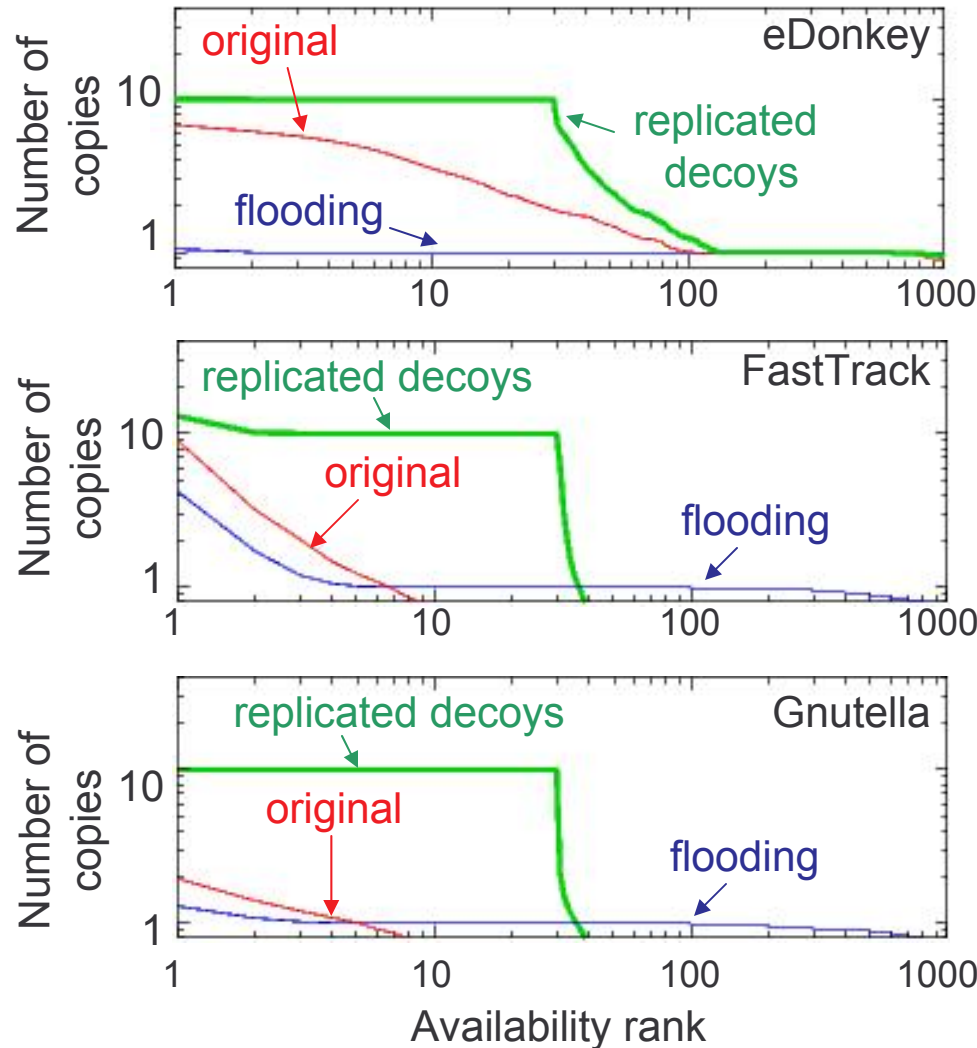 eDonkey
original
replicated
decoys
flooding
Number of
copies
10
1
1 10 100 1000
FastTrack
replicated decoys
original
flooding
Number of
copies
10
1
1 10 100 1000
Gnutella
replicated decoys
original
flooding
Number of
copies
10
1
1 10 100 1000
Availability rank